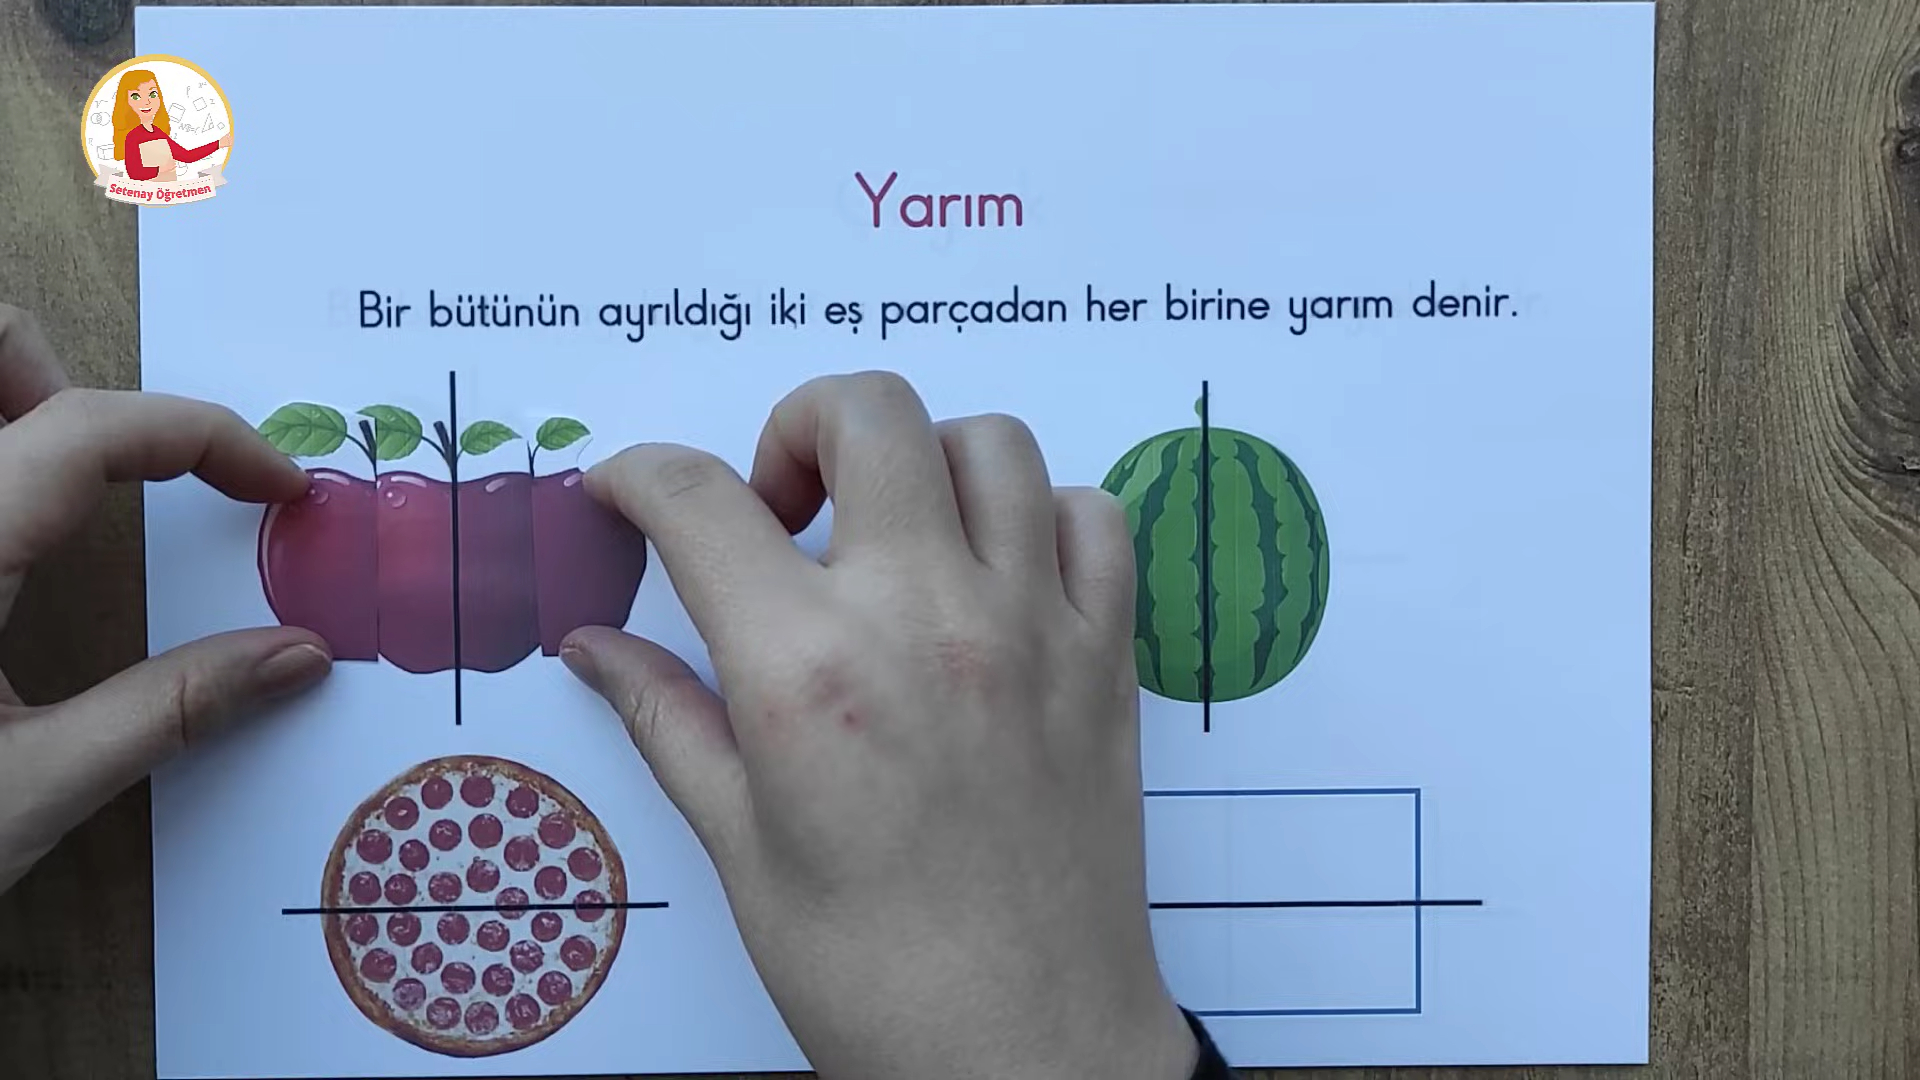 Setenay Öğretmen
Yarım
Bir bütünün ayrıldığı iki eş parçadan her birine yarım denir.